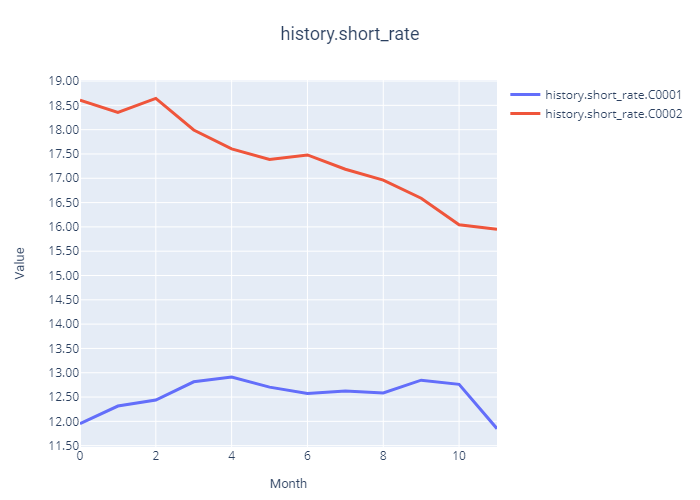 history.short_rate
history.short_rate.C0001
history.short_rate.C0002
Value
19.00
18.50
18.00
17.50
17.00
16.50
16.00
15.50
15.00
14.50
14.00
13.50
13.00
12.50
12.00
11.50
0 2 4 6 8 10
Month